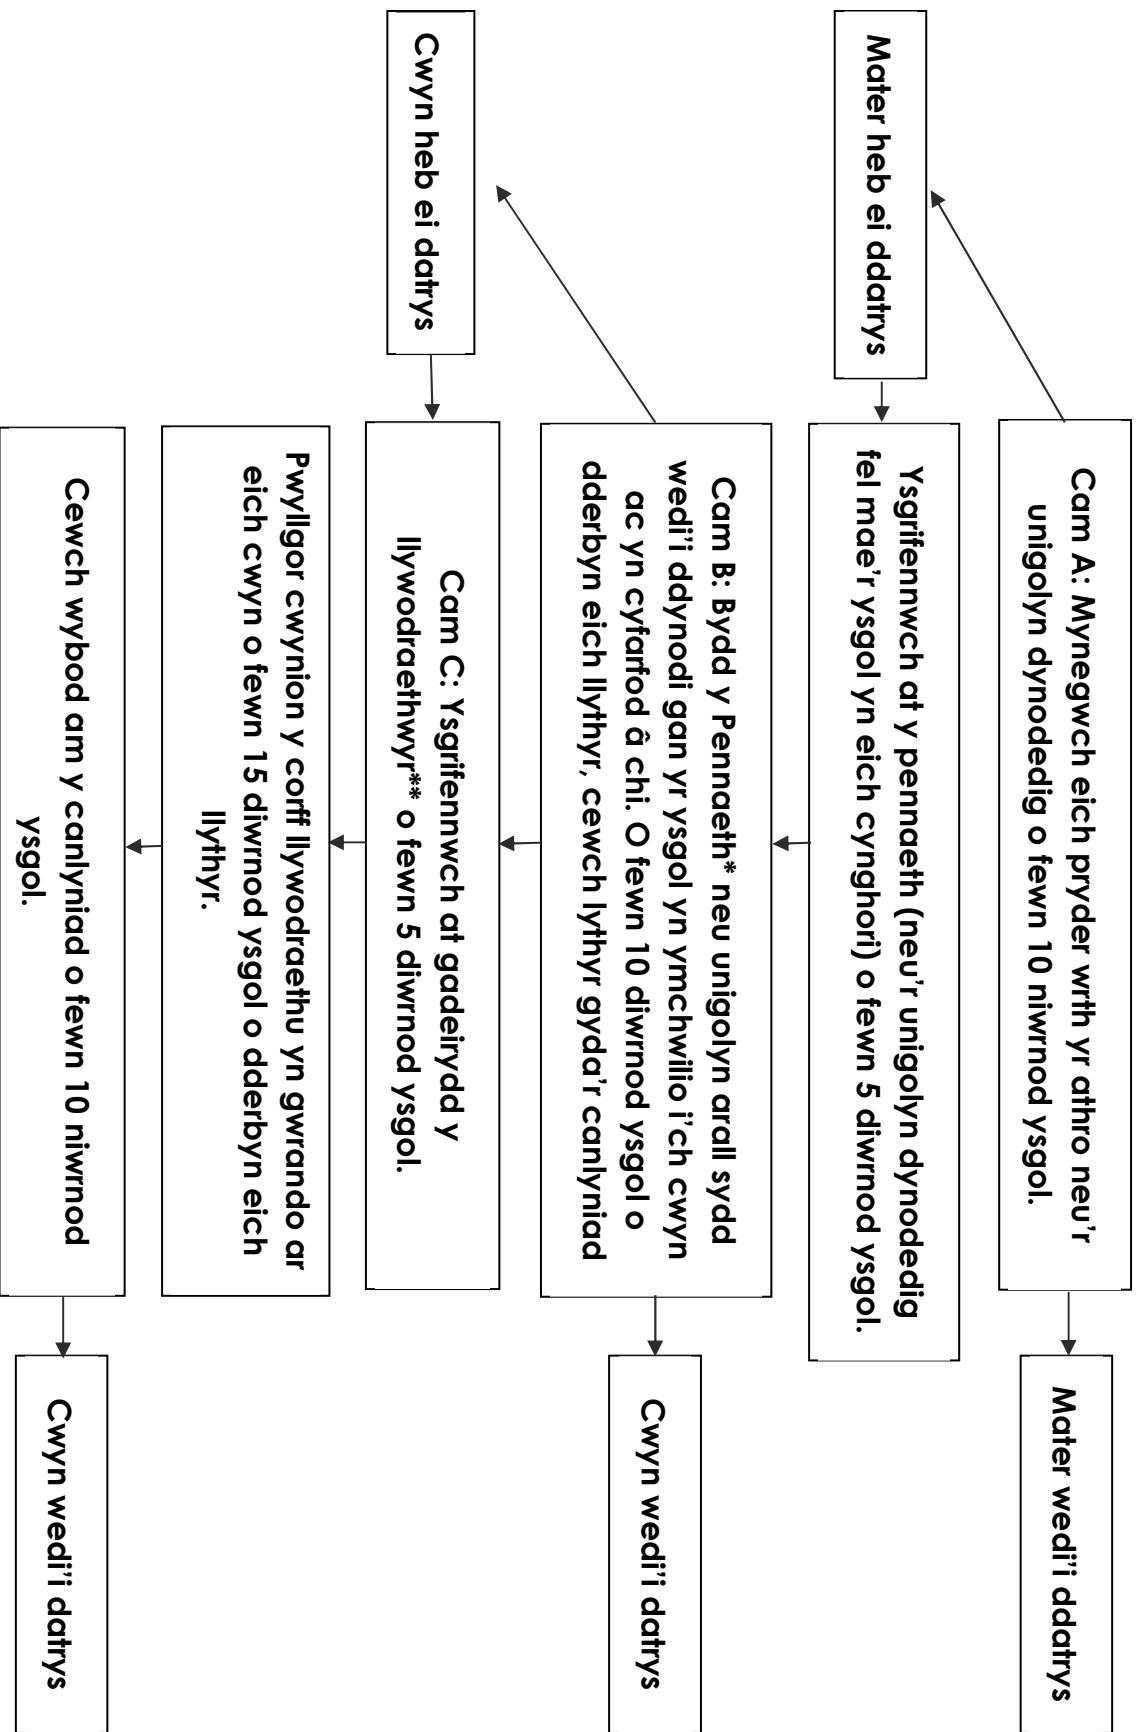 Cam A: Mynegwch eich pryder wrth yr athro neu'r
unigolyn dynodedig o fewn 10 niwrnod ysgol.
Mater wedi'i ddatrys
Mater heb ei ddatrys
Ysgrifennwch at y pennaeth (neu'r unigolyn dynodedig
fel mae'r ysgol yn eich cynghori) o fewn 5 diwrnod ysgol.
Cam B: Bydd y Pennaeth* neu unigolyn arall sydd
wedi'i ddynodi gan yr ysgol yn ymchwilio i'ch cwyn
ac yn cyfarfod â chi. O fewn 10 diwrnod ysgol o
dderbyn eich llythyr, cewch lythyr gyda'r canlyniad
Cwyn wedi'i datrys
Cwyn heb ei datrys
Cam C: Ysgrifennwch at gadeirydd y
llywodraethwyr** o fewn 5 diwrnod ysgol.
Pwyllgor cwynion y corff llywodraethu yn gwrando ar
eich cwyn o fewn 15 diwrnod ysgol o dderbyn eich
llythyr.
Cewch wybod am y canlyniad o fewn 10 niwrnod
ysgol.
Cwyn wedi'i datrys